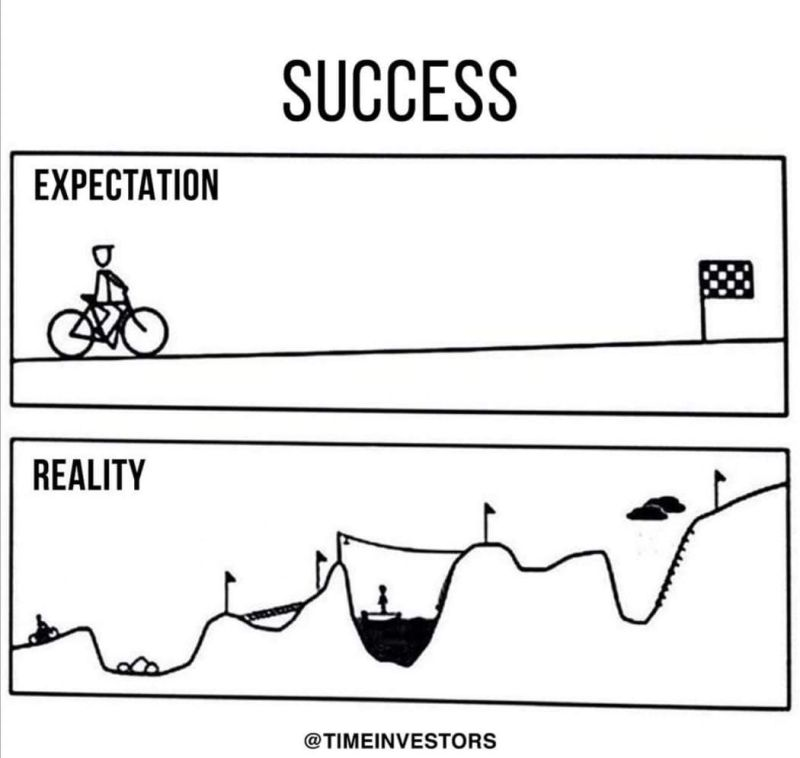 SUCCESS
EXPECTATION
REALITY
@TIMEINVESTORS